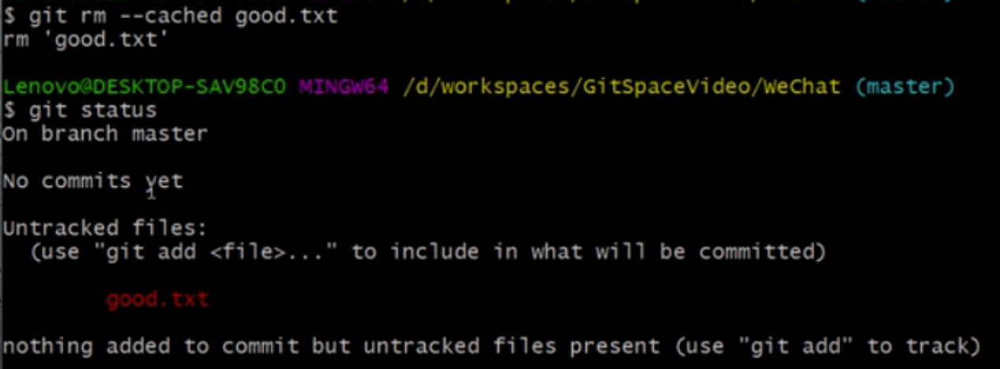 $ git rm --cached good.txt
rm 'good.txt'
Lenovo@DESKTOP-SAV98C0 MINGW64 /d/workspaces/GitSpaceVideo/WeChat (master)
$ git status
On branch master
No commits yet
Untracked files:
(use "git add <file>..." to include in what will be committed)
good.txt
nothing added to commit but untracked files present (use "git add" to track)